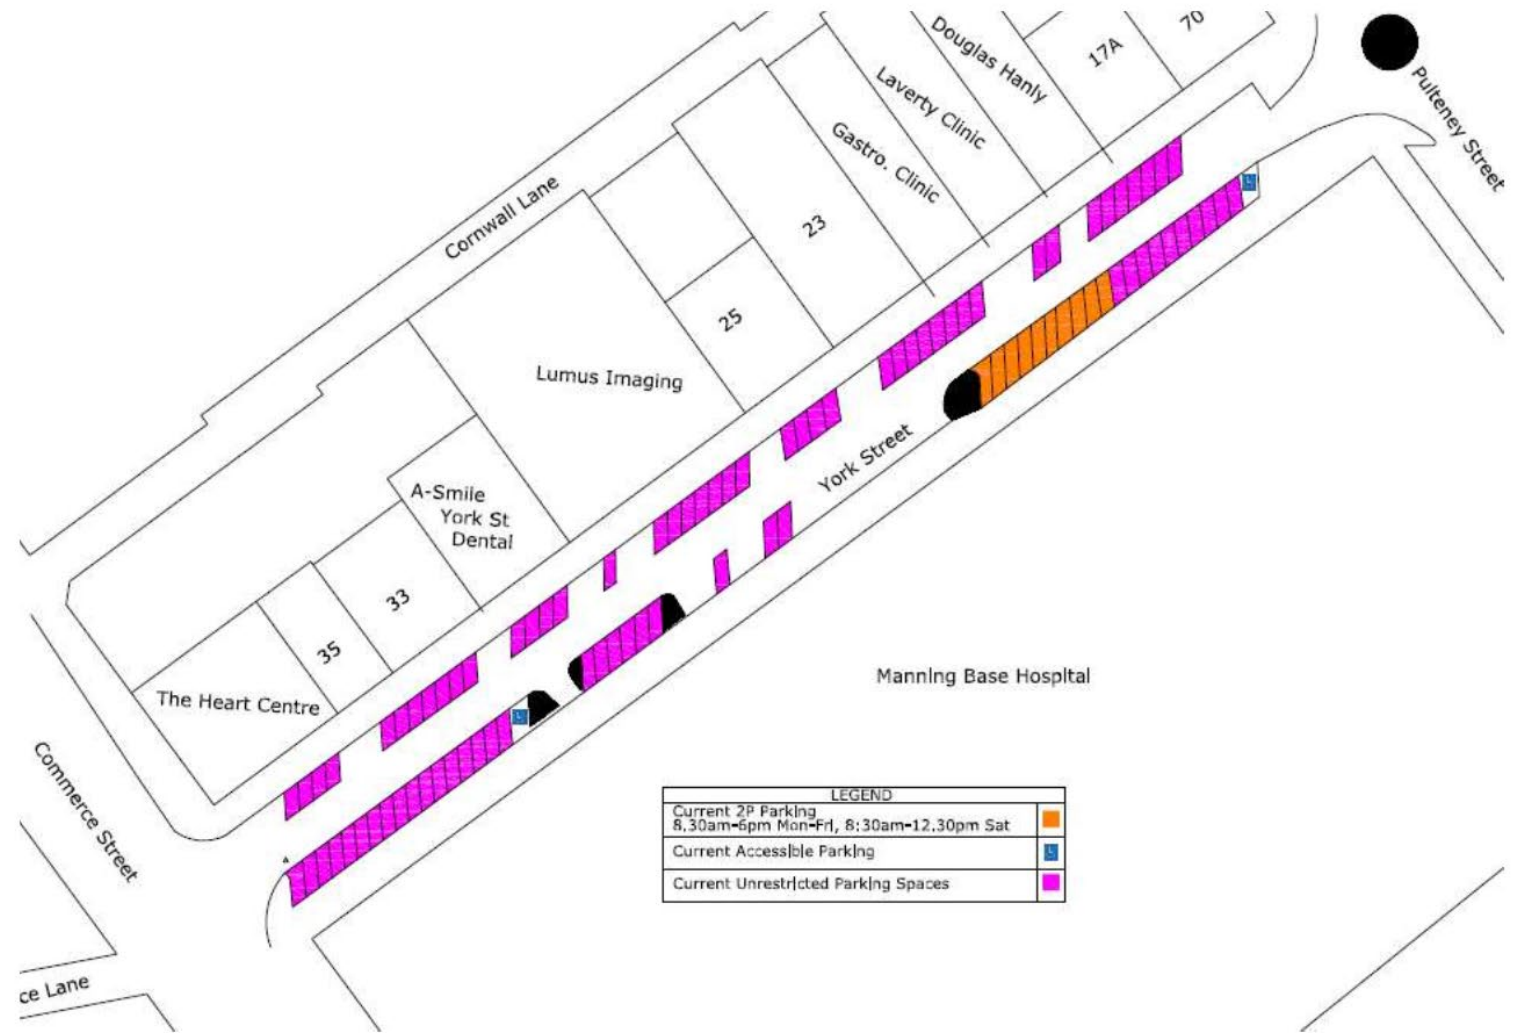 70
17A
Douglas Hanly
Pulteney Street
Laverty Clinic
Gastro. Clinic
Cornwall Lane
23
25
Lumus Imaging
York Street
A-Smile
York St
Dental
33
35
The Heart Centre
Manning Base Hospital
Commerce Street
ce Lane
LEGEND
Current 2P Parking
8.30am-6pm Mon-Fri, 8:30am-12.30pm Sat
Current Accessible Parking
Current Unrestricted Parking Spaces